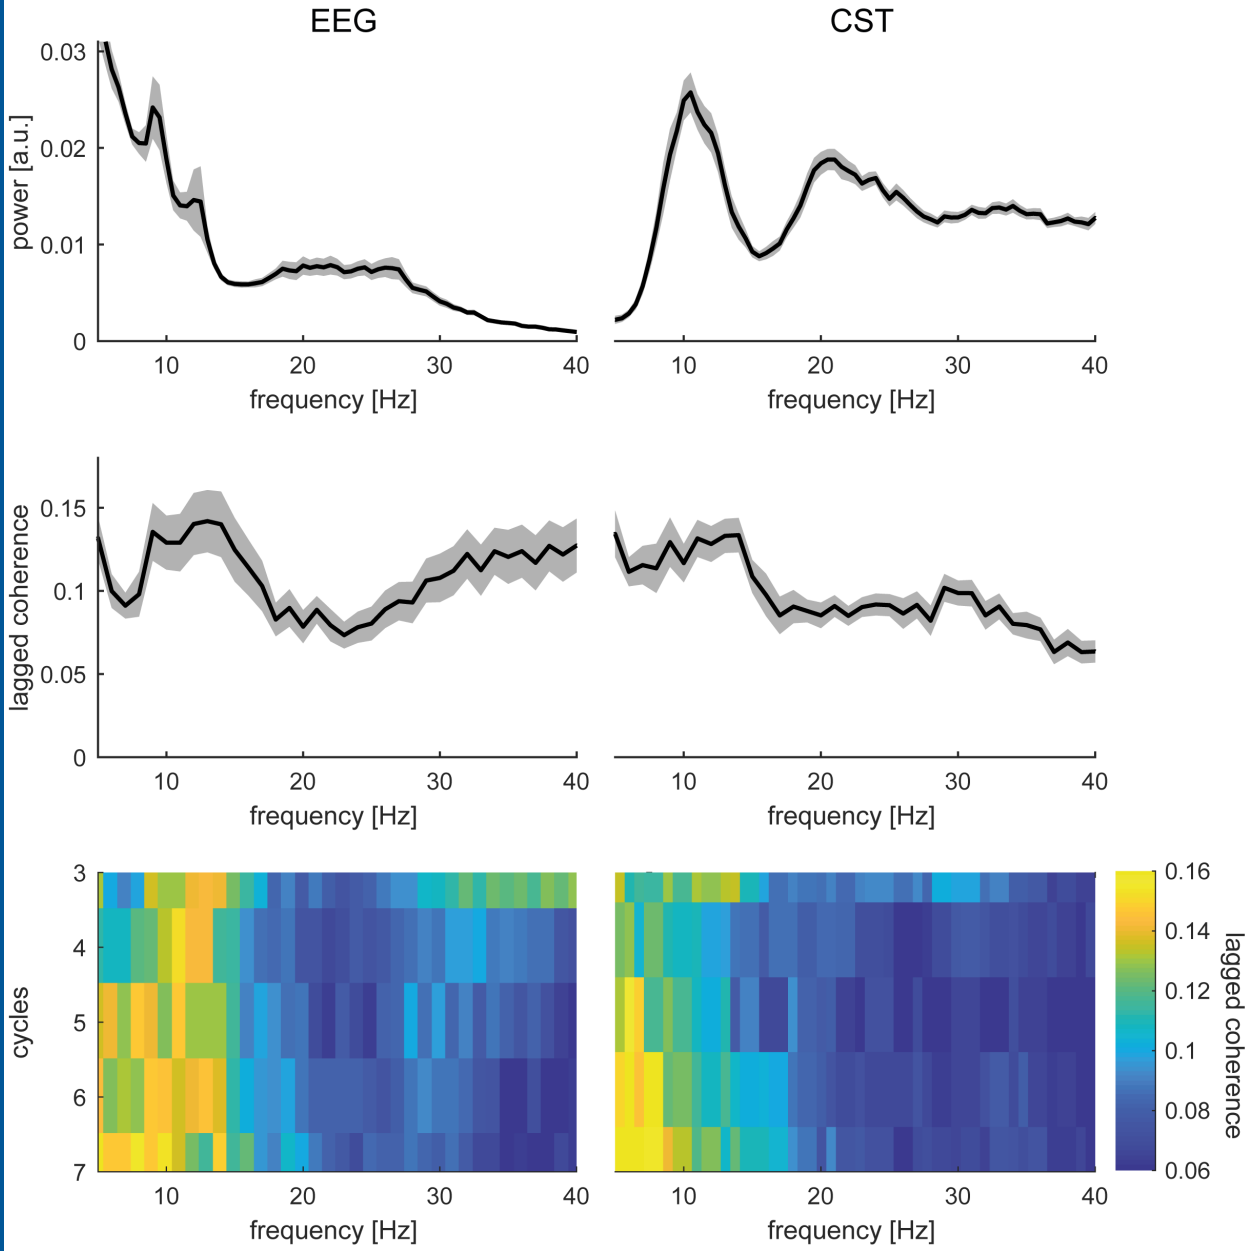 EEG
CST
power [a.u.]
0.03
0.02
0.01
0
10 20 30 40
frequency [Hz]
10 20 30 40
frequency [Hz]
lagged coherence
0.15
0.1
0.05
0
10 20 30 40
frequency [Hz]
10 20 30 40
frequency [Hz]
cycles
3
4
5
6
7
10 20 30 40
frequency [Hz]
10 20 30 40
frequency [Hz]
0.16
0.14
0.12
0.1
0.08
0.06
lagged coherence